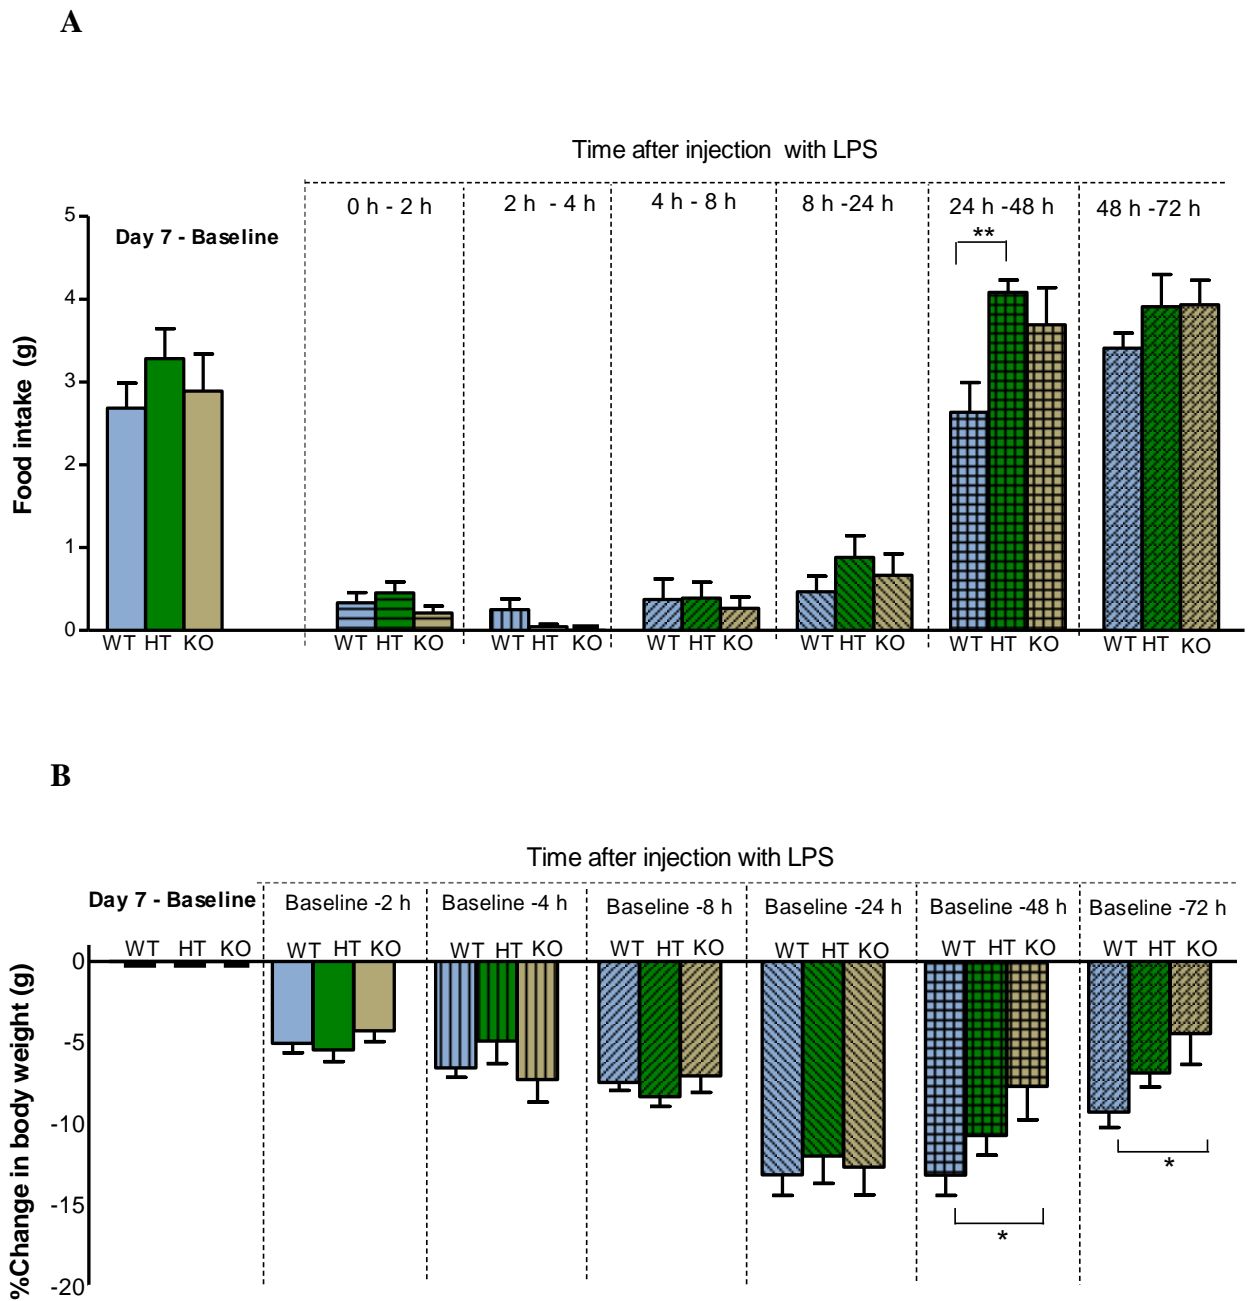 A
Time after injection with LPS
0 h - 2 h
2 h - 4 h
4 h - 8 h
8 h -24 h
24 h -48 h
48 h -72 h
Day 7 - Baseline
**
Food intake (g)
5
4
3
2
1
0
WT HT KO
WT HT KO
WT HT KO
WT HT KO
WT HT KO
WT HT KO
WT HT KO
B
Time after injection with LPS
Day 7 - Baseline
Baseline -2 h
Baseline -4 h
Baseline -8 h
Baseline -24 h
Baseline -48 h
Baseline -72 h
WT HT KO
WT HT KO
WT HT KO
WT HT KO
WT HT KO
WT HT KO
WT HT KO
%Change in body weight (g)
0
-5
-10
-15
-20
*
*